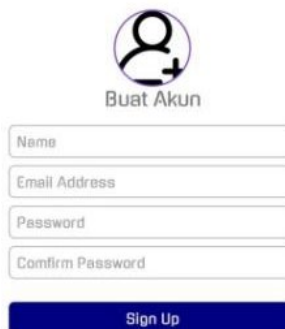 Buat Akun
Name
Email Address
Password
Comfirm Password
Sign Up